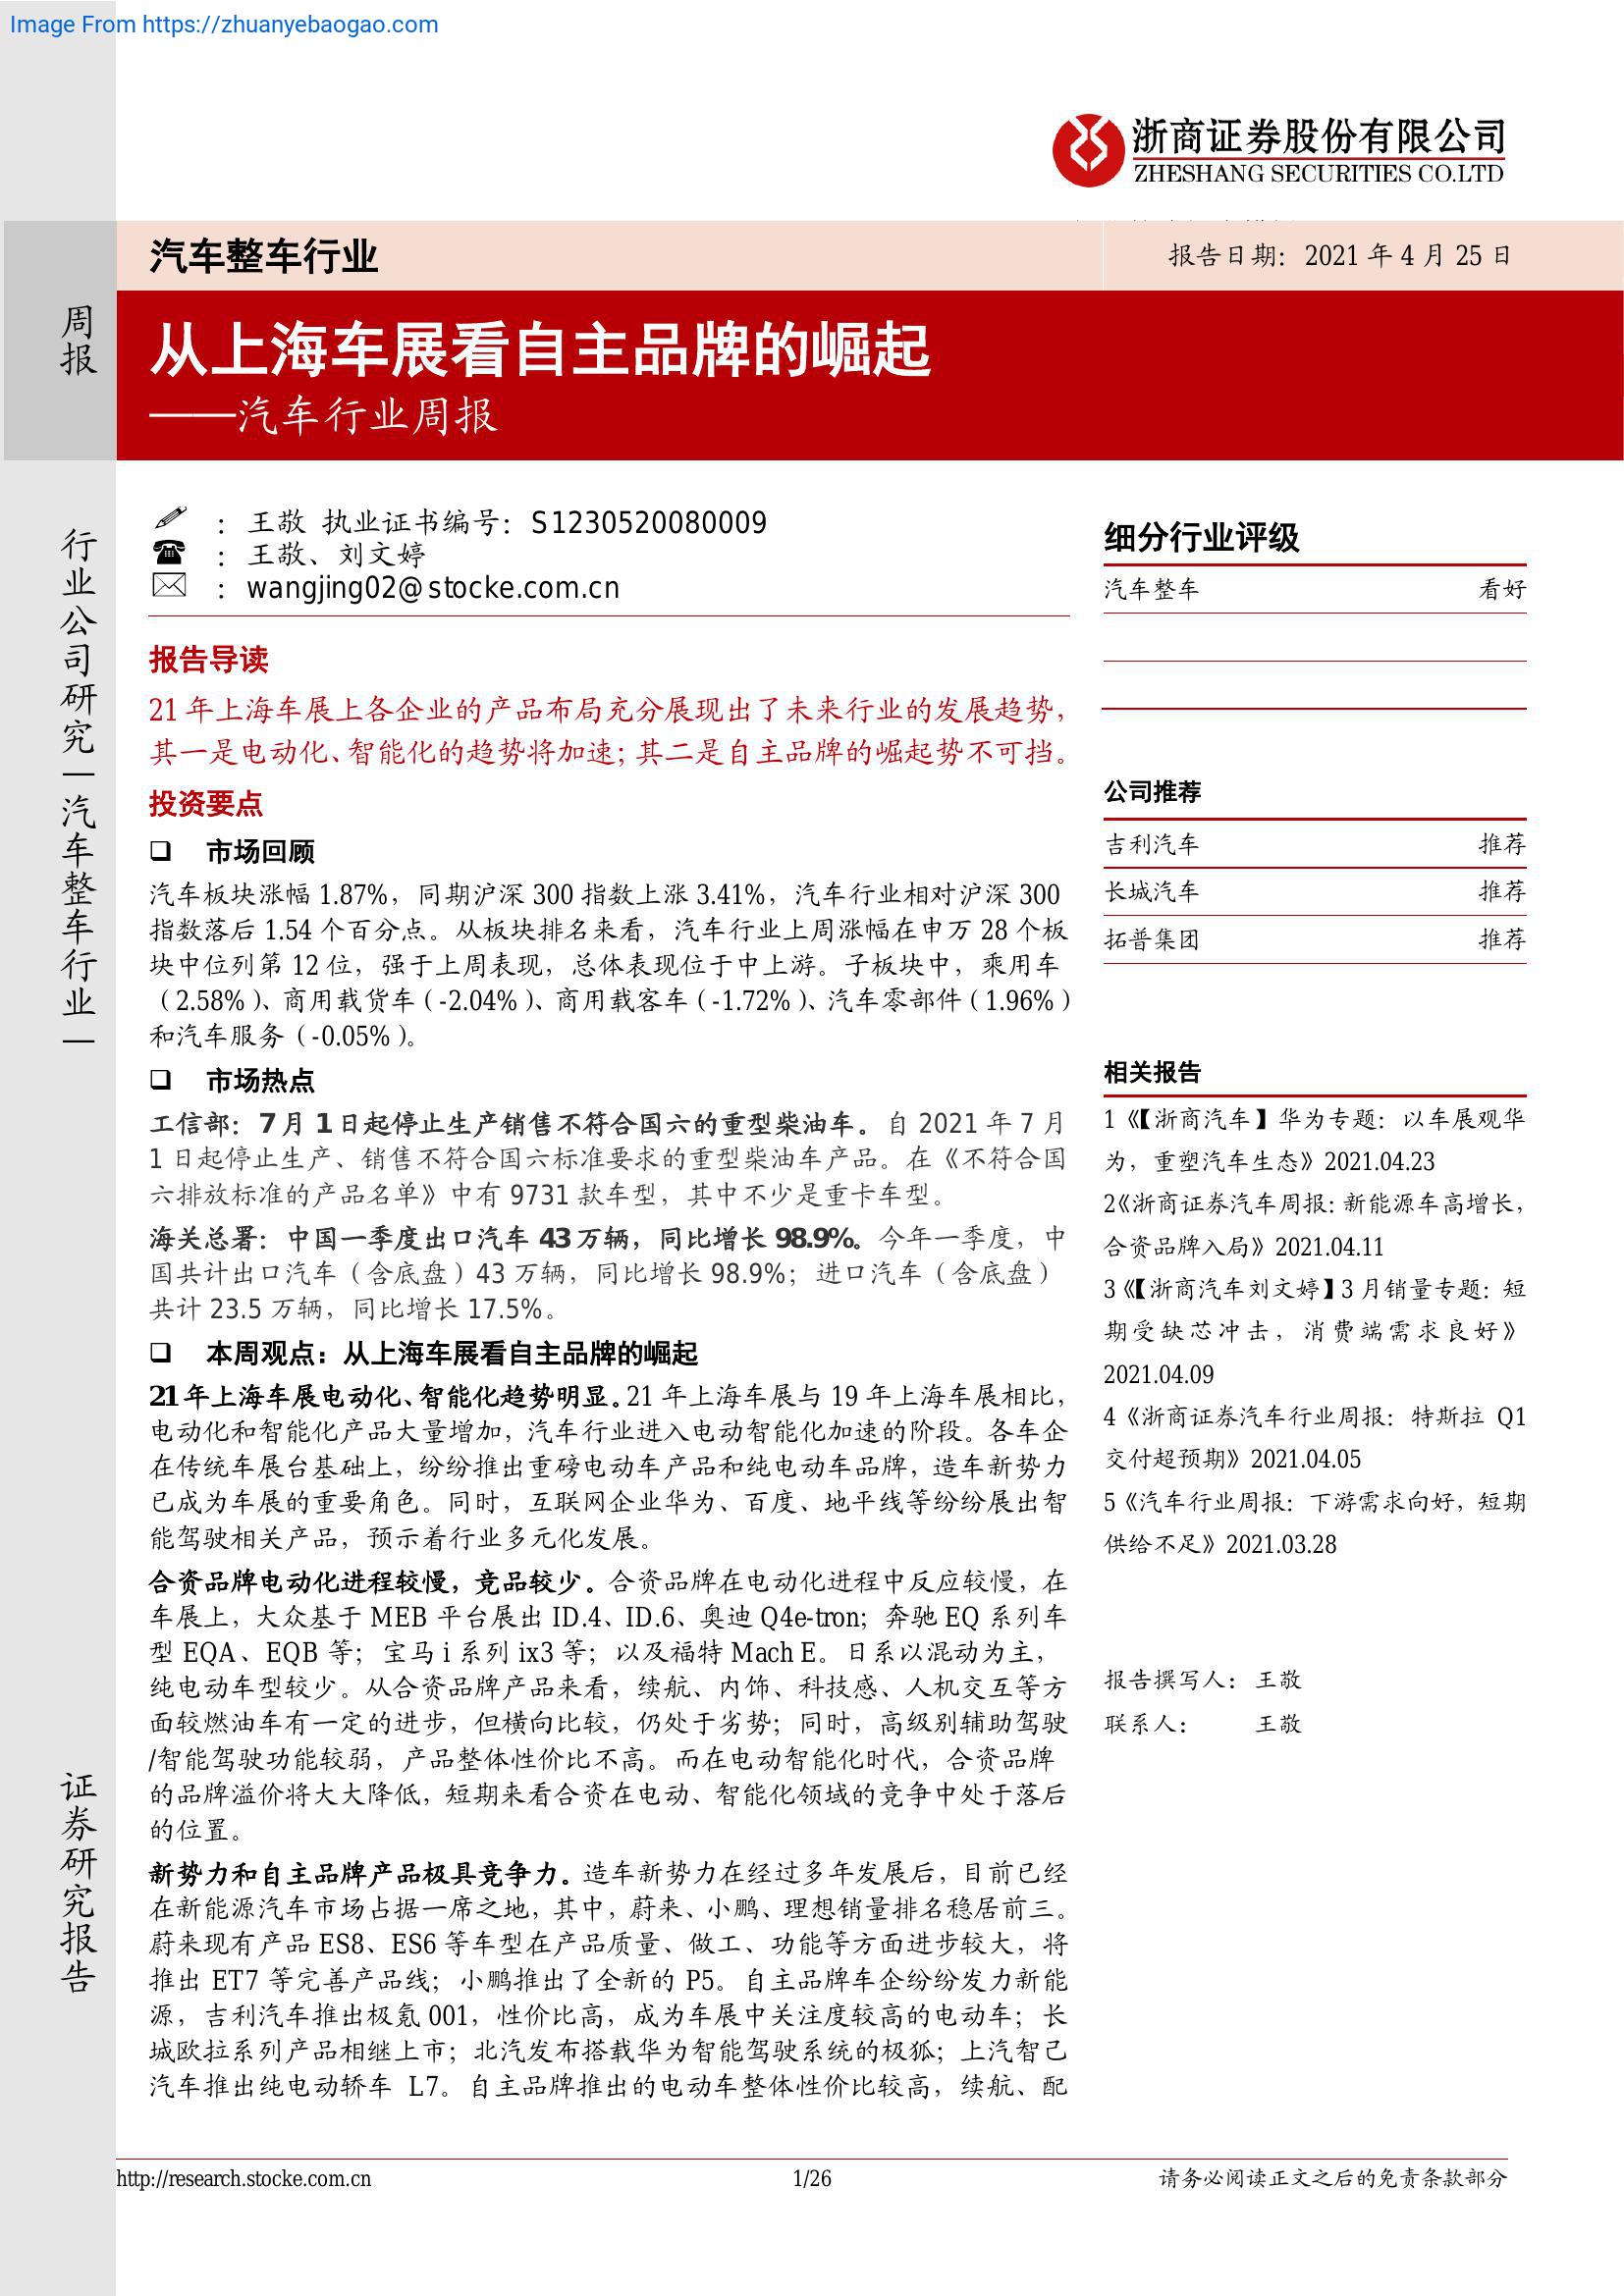 Image From https://zhuanyebaogao.com
浙商证券股份有限公司
ZHESHANG SECURITIES CO.LTD
汽车整车行业
报告日期：2021 年 4 月 25 日
周报
从上海车展看自主品牌的崛起
——汽车行业周报
行业公司研究—汽车整车行业—
证券研究报告
：王敬 执业证书编号：S1230520080009
：王敬、刘文婷
：wangjing02@stocke.com.cn
报告导读
21 年上海车展上各企业的产品布局充分展现出了未来行业的发展趋势，
其一是电动化、智能化的趋势将加速；其二是自主品牌的崛起势不可挡。
投资要点
❑ 市场回顾
汽车板块涨幅 1.87%，同期沪深 300 指数上涨 3.41%，汽车行业相对沪深 300
指数落后 1.54 个百分点。从板块排名来看，汽车行业上周涨幅在申万 28 个板
块中位列第 12 位，强于上周表现，总体表现位于中上游。子板块中，乘用车
（2.58%）、商用载货车（-2.04%）、商用载客车（-1.72%）、汽车零部件（1.96%）
和汽车服务（-0.05%）。
❑ 市场热点
工信部：7 月 1 日起停止生产销售不符合国六的重型柴油车。自 2021 年 7 月
1 日起停止生产、销售不符合国六标准要求的重型柴油车产品。在《不符合国
六排放标准的产品名单》中有 9731 款车型，其中不少是重卡车型。
海关总署：中国一季度出口汽车 43 万辆，同比增长 98.9%。今年一季度，中
国共计出口汽车（含底盘）43 万辆，同比增长 98.9%；进口汽车（含底盘）
共计 23.5 万辆，同比增长 17.5%。
❑ 本周观点：从上海车展看自主品牌的崛起
21 年上海车展电动化、智能化趋势明显。21 年上海车展与 19 年上海车展相比，
电动化和智能化产品大量增加，汽车行业进入电动智能化加速的阶段。各车企
在传统车展台基础上，纷纷推出重磅电动车产品和纯电动车品牌，造车新势力
已成为车展的重要角色。同时，互联网企业华为、百度、地平线等纷纷展出智
能驾驶相关产品，预示着行业多元化发展。
合资品牌电动化进程较慢，竞品较少。合资品牌在电动化进程中反应较慢，在
车展上，大众基于 MEB 平台展出 ID.4、ID.6、奥迪 Q4e-tron；奔驰 EQ 系列车
型 EQA、EQB 等；宝马 i 系列 ix3 等；以及福特 Mach E。日系以混动为主，
纯电动车型较少。从合资品牌产品来看，续航、内饰、科技感、人机交互等方
面较燃油车有一定的进步，但横向比较，仍处于劣势；同时，高级别辅助驾驶
/智能驾驶功能较弱，产品整体性价比不高。而在电动智能化时代，合资品牌
的品牌溢价将大大降低，短期来看合资在电动、智能化领域的竞争中处于落后
的位置。
新势力和自主品牌产品极具竞争力。造车新势力在经过多年发展后，目前已经
在新能源汽车市场占据一席之地，其中，蔚来、小鹏、理想销量排名稳居前三。
蔚来现有产品 ES8、ES6 等车型在产品质量、做工、功能等方面进步较大，将
推出 ET7 等完善产品线；小鹏推出了全新的 P5。自主品牌车企纷纷发力新能
源，吉利汽车推出极氪 001，性价比高，成为车展中关注度较高的电动车；长
城欧拉系列产品相继上市；北汽发布搭载华为智能驾驶系统的极狐；上汽智己
汽车推出纯电动轿车 L7。自主品牌推出的电动车整体性价比较高，续航、配
细分行业评级
汽车整车 看好
公司推荐
吉利汽车 推荐
长城汽车 推荐
拓普集团 推荐
相关报告
1《【浙商汽车】华为专题：以车展观华
为，重塑汽车生态》2021.04.23
2《浙商证券汽车周报：新能源车高增长，
合资品牌入局》2021.04.11
3《【浙商汽车刘文婷】3 月销量专题：短
期受缺芯冲击，消费端需求良好》
2021.04.09
4《浙商证券汽车行业周报：特斯拉 Q1
交付超预期》2021.04.05
5《汽车行业周报：下游需求向好，短期
供给不足》2021.03.28
报告撰写人：王敬
联系人：王敬
http://research.stocke.com.cn
1/26
请务必阅读正文之后的免责条款部分